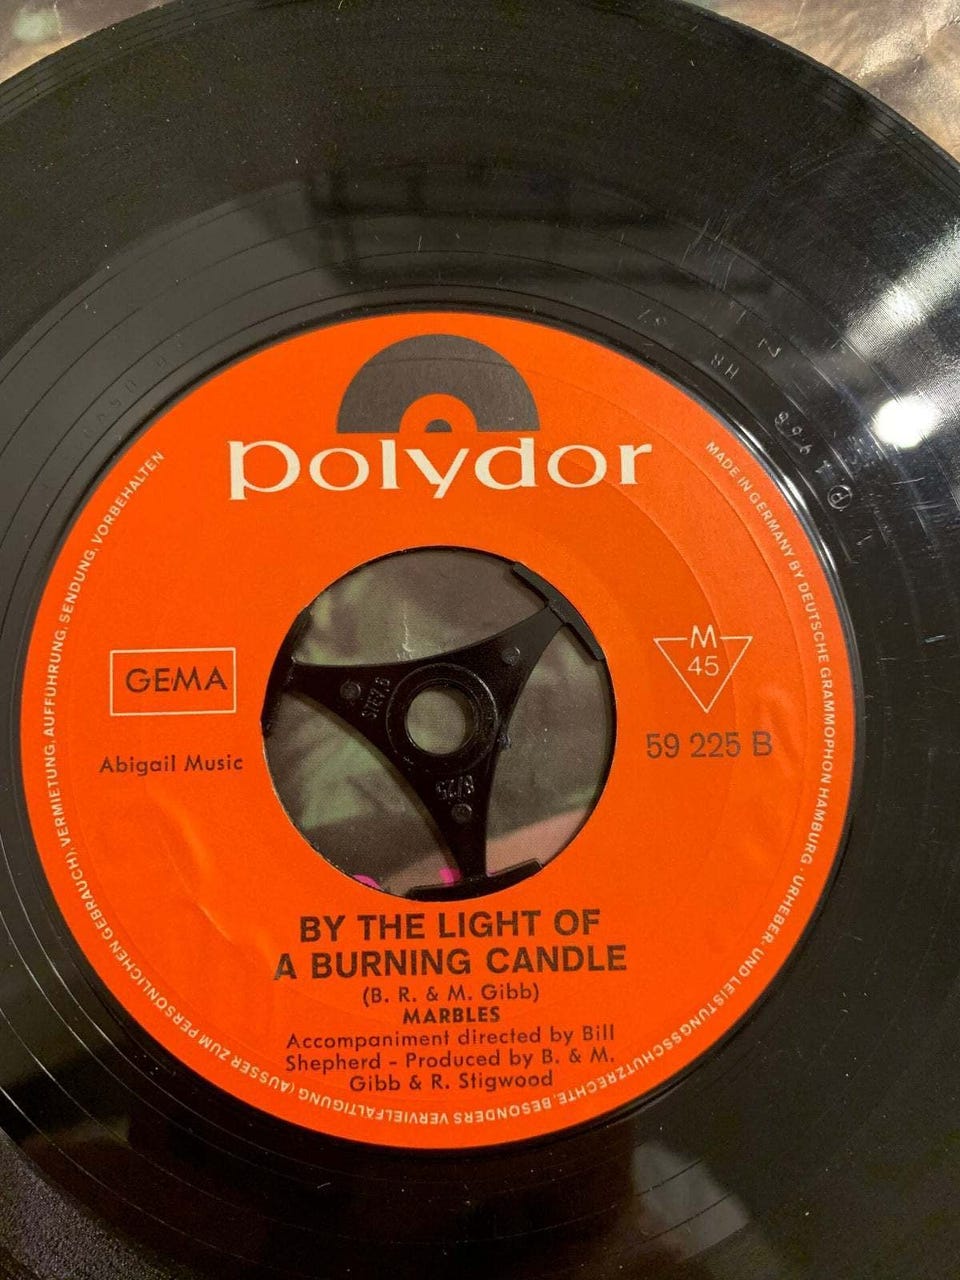 polydor
MADE IN GERMANY BY DEUTSCHE GRAMMOPHON HAMBURG · URHEBER- UND LEISTUNGSSCHUTZRECHTE, BESONDERS VERVIELFÄLTIGUNG (AUSSER ZUM PERSÖNLICHEN GEBRAUCH), VERMIETUNG, AUFFÜHRUNG, SENDUNG, VORBEHALTEN
GEMA
M
45
Abigail Music
59 225 B
BY THE LIGHT OF
A BURNING CANDLE
(B. R. & M. Gibb)
MARBLES
Accompaniment directed by Bill
Shepherd - Produced by B. & M.
Gibb & R. Stigwood